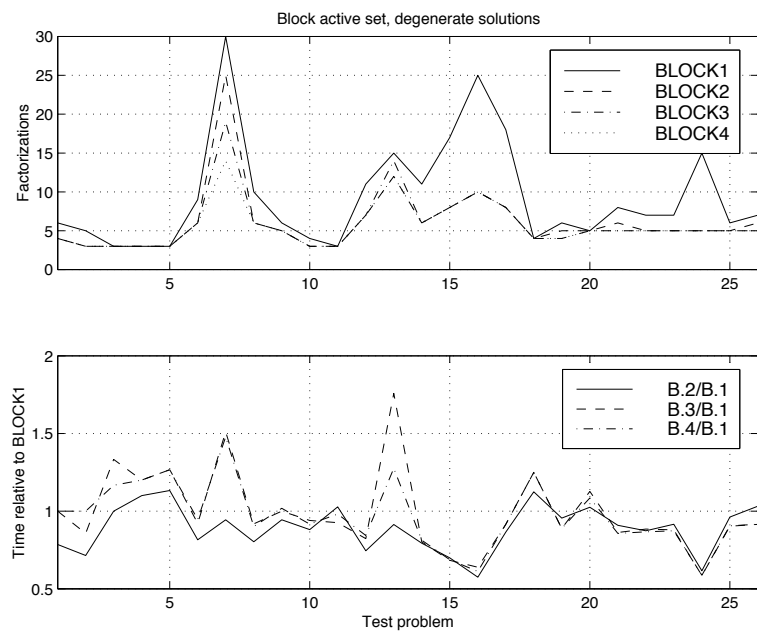 Block active set, degenerate solutions
30
25
20
15
10
5
0
Factorizations
BLOCK1
BLOCK2
BLOCK3
BLOCK4
5
10
15
20
25
2
1.5
1
0.5
Time relative to BLOCK1
B.2/B.1
B.3/B.1
B.4/B.1
5
10
15
20
25
Test problem